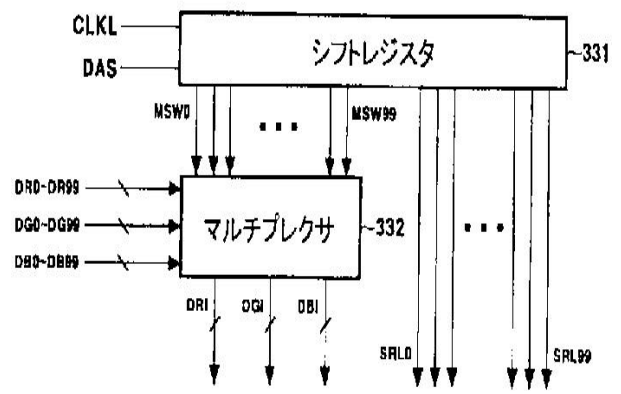 CLKL
DAS
シフトレジスタ
331
MSW0
MSW99
DR0~DR99
DG0~DG99
DB0~DB99
マルチプレクサ
332
DRI
DGI
DBI
SRL0
SRL99